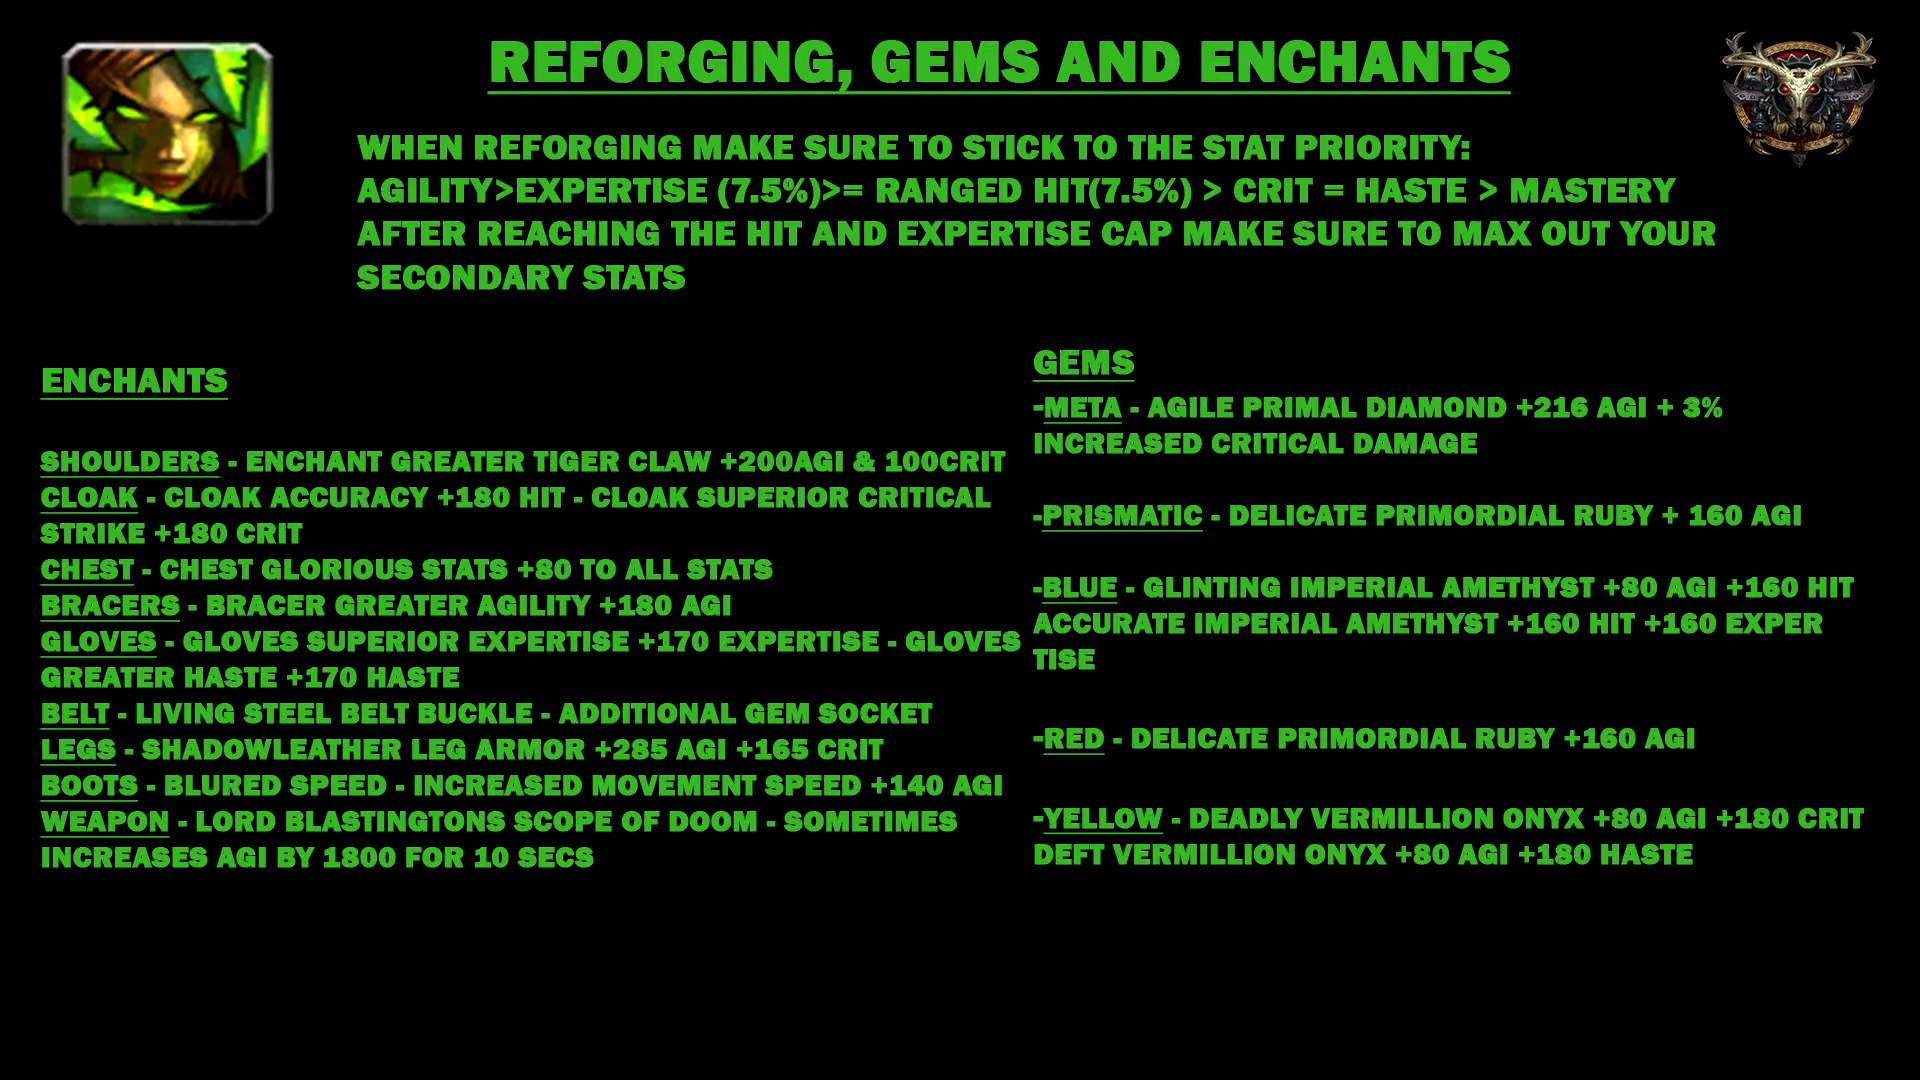 REFORGING, GEMS AND ENCHANTS
WHEN REFORGING MAKE SURE TO STICK TO THE STAT PRIORITY:
AGILITY>EXPERTISE (7.5%)>= RANGED HIT(7.5%) > CRIT = HASTE > MASTERY
AFTER REACHING THE HIT AND EXPERTISE CAP MAKE SURE TO MAX OUT YOUR
SECONDARY STATS
ENCHANTS
SHOULDERS - ENCHANT GREATER TIGER CLAW +200AGI & 100CRIT
CLOAK - CLOAK ACCURACY +180 HIT - CLOAK SUPERIOR CRITICAL
STRIKE +180 CRIT
CHEST - CHEST GLORIOUS STATS +80 TO ALL STATS
BRACERS - BRACER GREATER AGILITY +180 AGI
GLOVES - GLOVES SUPERIOR EXPERTISE +170 EXPERTISE - GLOVES
GREATER HASTE +170 HASTE
BELT - LIVING STEEL BELT BUCKLE - ADDITIONAL GEM SOCKET
LEGS - SHADOWLEATHER LEG ARMOR +285 AGI +165 CRIT
BOOTS - BLURED SPEED - INCREASED MOVEMENT SPEED +140 AGI
WEAPON - LORD BLASTINGTONS SCOPE OF DOOM - SOMETIMES
INCREASES AGI BY 1800 FOR 10 SECS
GEMS
-META - AGILE PRIMAL DIAMOND +216 AGI + 3%
INCREASED CRITICAL DAMAGE
-PRISMATIC - DELICATE PRIMORDIAL RUBY + 160 AGI
-BLUE - GLINTING IMPERIAL AMETHYST +80 AGI +160 HIT
ACCURATE IMPERIAL AMETHYST +160 HIT +160 EXPER
TISE
-RED - DELICATE PRIMORDIAL RUBY +160 AGI
-YELLOW - DEADLY VERMILLION ONYX +80 AGI +180 CRIT
DEFT VERMILLION ONYX +80 AGI +180 HASTE